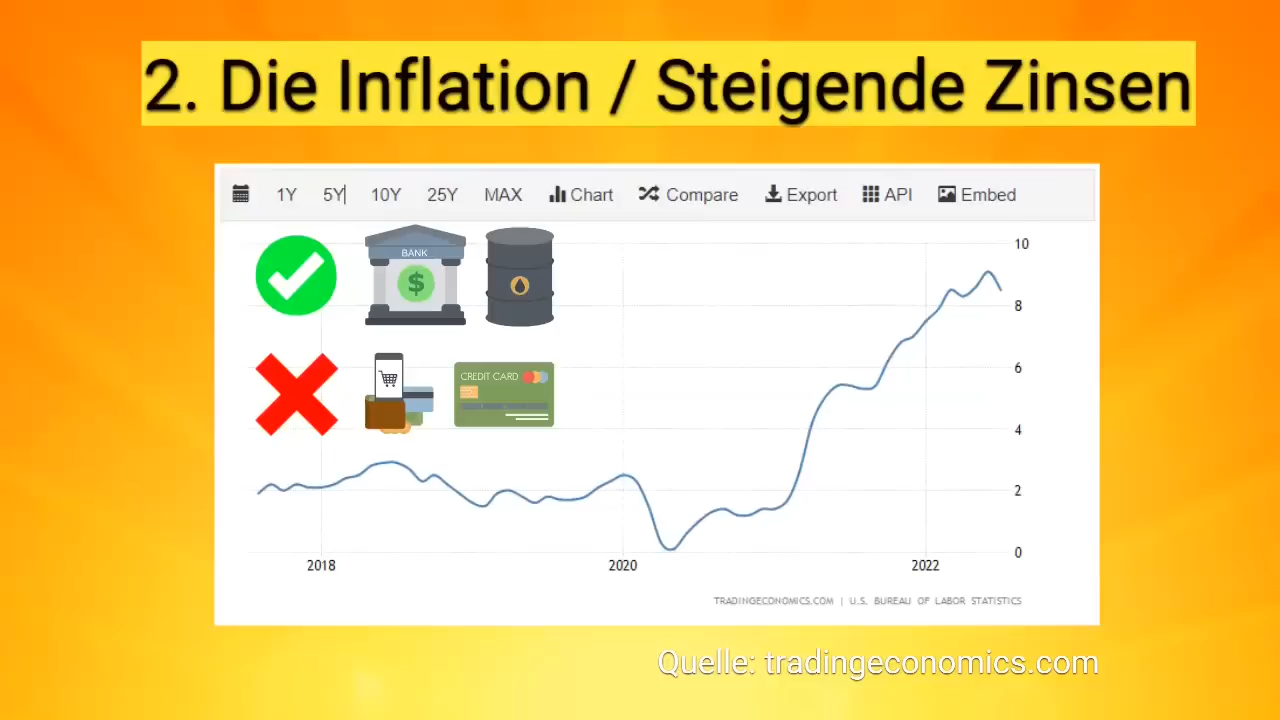 2. Die Inflation / Steigende Zinsen
1Y 5Y 10Y 25Y MAX Chart Compare Export API Embed
BANK
$
CREDIT CARD
10
8
6
4
2
0
2018 2020 2022
TRADINGECONOMICS.COM | U.S. BUREAU OF LABOR STATISTICS
Quelle: tradingeconomics.com